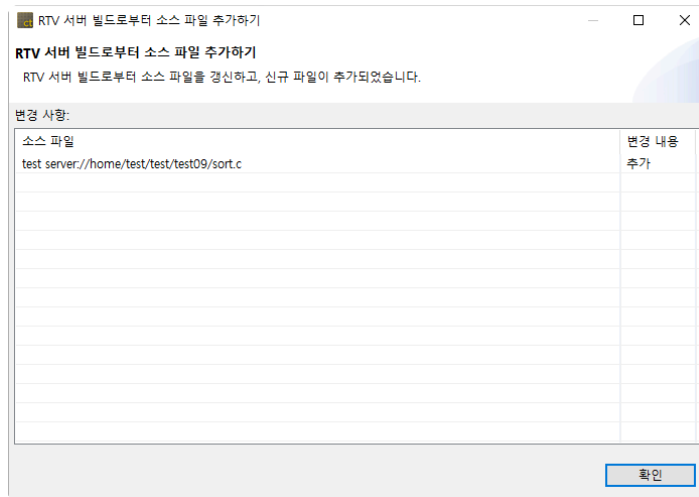 ct RTV 서버 빌드로부터 소스 파일 추가하기
RTV 서버 빌드로부터 소스 파일 추가하기
RTV 서버 빌드로부터 소스 파일을 갱신하고, 신규 파일이 추가되었습니다.
변경 사항:
소스 파일 변경 내용
test server://home/test/test/test09/sort.c 추가
확인